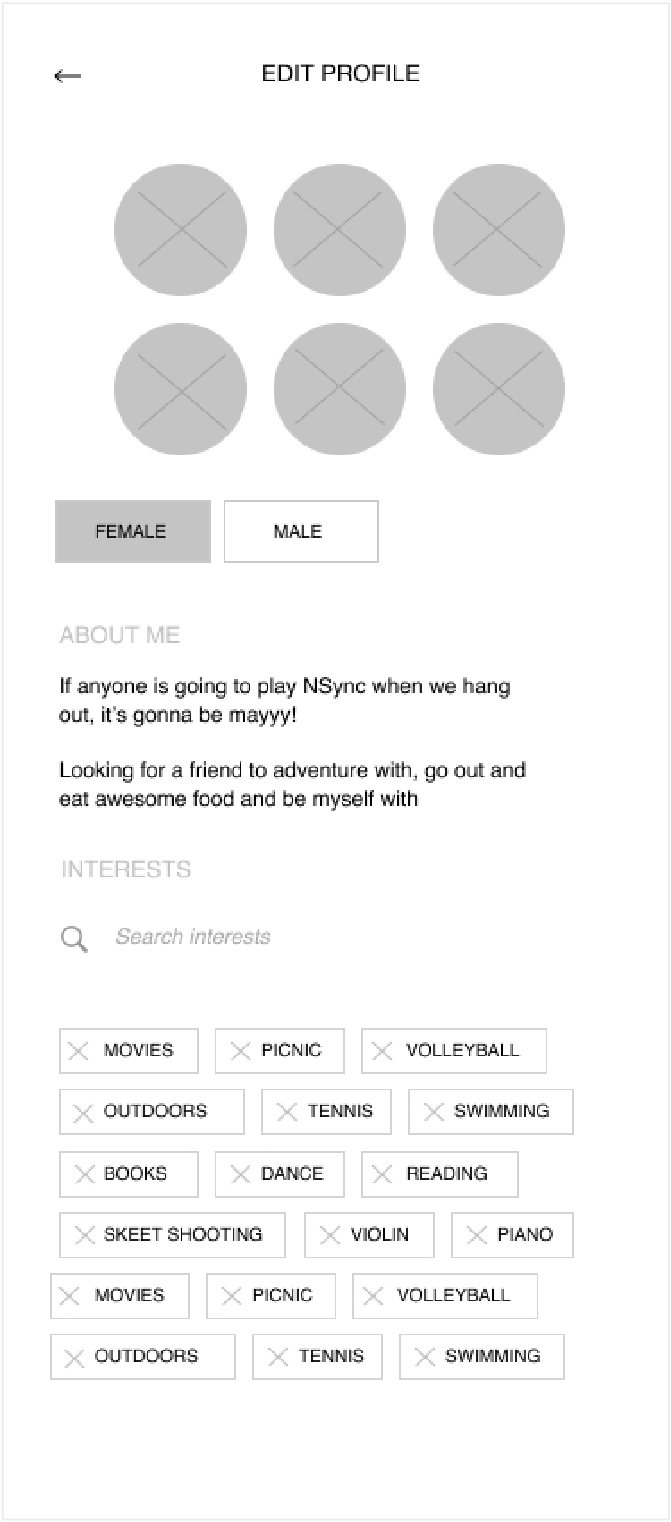 EDIT PROFILE
FEMALE MALE
ABOUT ME
If anyone is going to play NSync when we hang
out, it's gonna be mayyy!
Looking for a friend to adventure with, go out and
eat awesome food and be myself with
INTERESTS
Search interests
MOVIES PICNIC VOLLEYBALL
OUTDOORS TENNIS SWIMMING
BOOKS DANCE READING
SKEET SHOOTING VIOLIN PIANO
MOVIES PICNIC VOLLEYBALL
OUTDOORS TENNIS SWIMMING